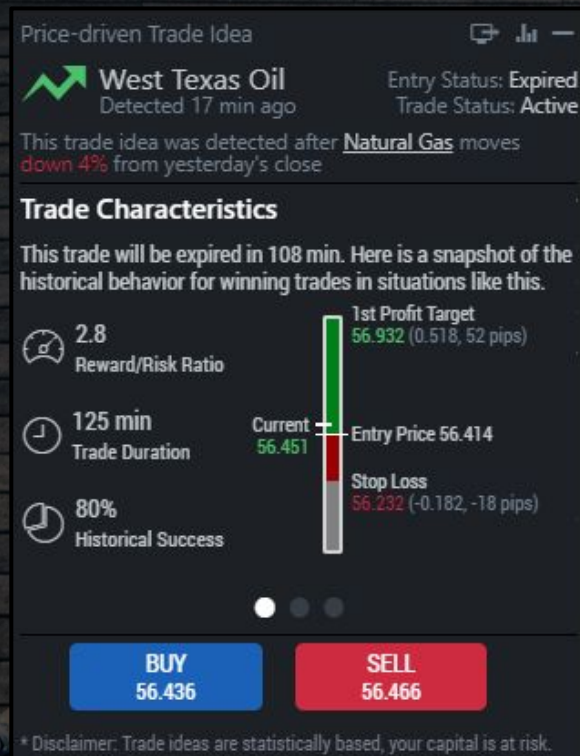 Price-driven Trade Idea
West Texas Oil
Detected 17 min ago
Entry Status: Expired
Trade Status: Active
This trade idea was detected after Natural Gas moves
down 4% from yesterday's close
Trade Characteristics
This trade will be expired in 108 min. Here is a snapshot of the
historical behavior for winning trades in situations like this.
2.8
Reward/Risk Ratio
125 min
Trade Duration
80%
Historical Success
1st Profit Target
56.932 (0.518, 52 pips)
Current
56.451
Entry Price 56.414
Stop Loss
56.232 (-0.182, -18 pips)
BUY
56.436
SELL
56.466
* Disclaimer: Trade ideas are statistically based, your capital is at risk.